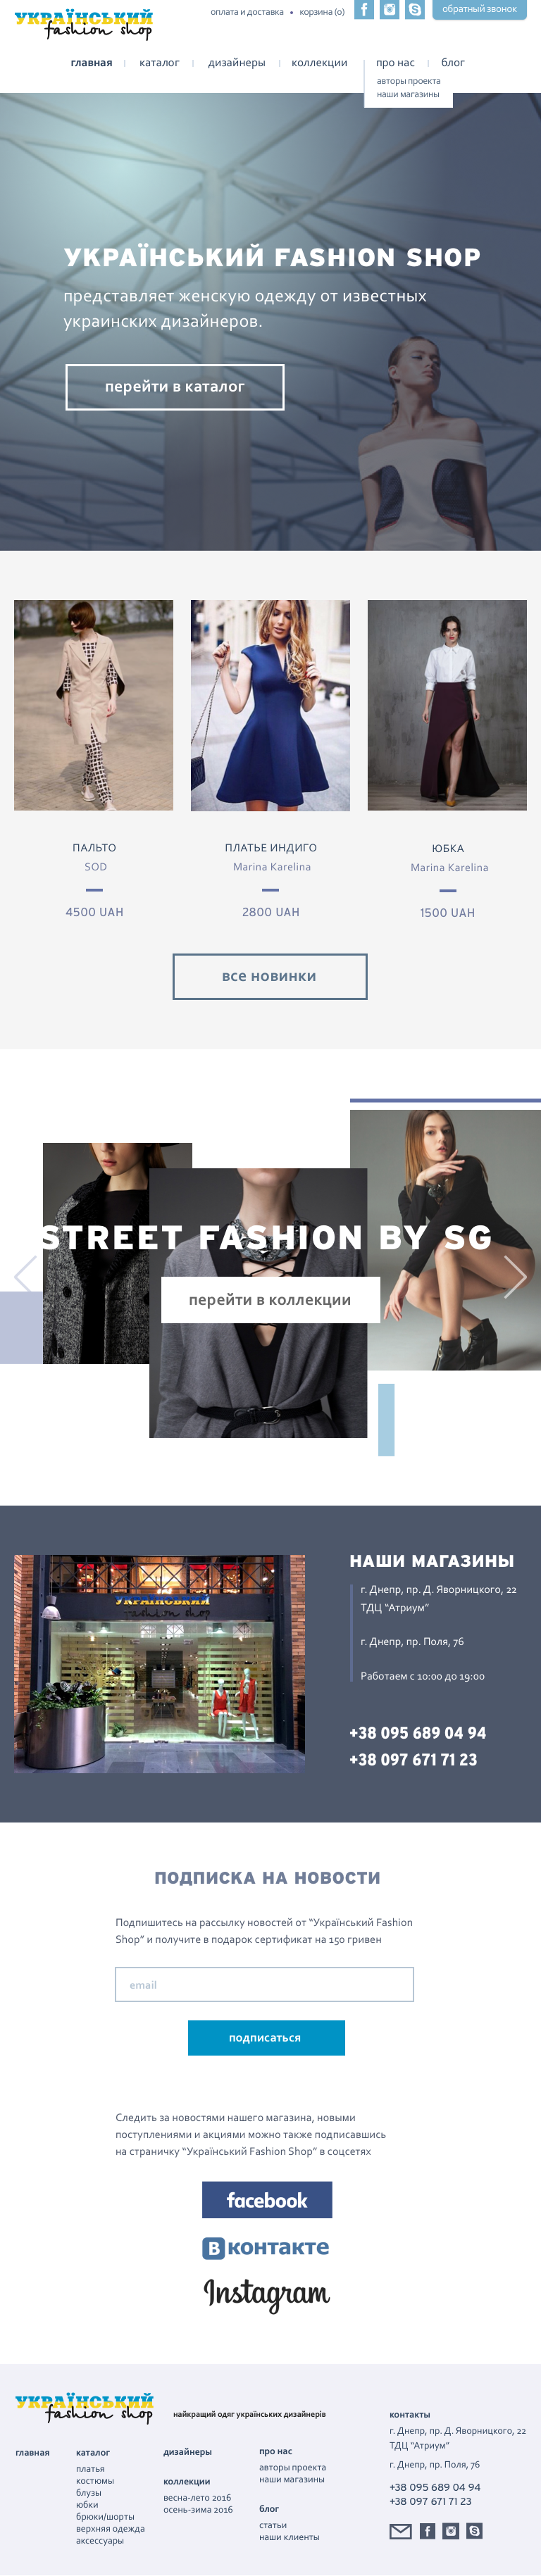 УКРАЇНСЬКИЙ
fashion shop
оплата и доставка • корзина (0)
обратный звонок
главная | каталог | дизайнеры | коллекции | про нас | блог
авторы проекта
наши магазины
УКРАЇНСЬКИЙ FASHION SHOP
представляет женскую одежду от известных
украинских дизайнеров.
перейти в каталог
ПАЛЬТО
SOD
4500 UAH
ПЛАТЬЕ ИНДИГО
Marina Karelina
2800 UAH
ЮБКА
Marina Karelina
1500 UAH
все новинки
STREET FASHION BY SG
перейти в коллекции
УКРАЇНСЬКИЙ
fashion shop
НАШИ МАГАЗИНЫ
г. Днепр, пр. Д. Яворницкого, 22
ТДЦ “Атриум”
г. Днепр, пр. Поля, 76
Работаем с 10:00 до 19:00
+38 095 689 04 94
+38 097 671 71 23
ПОДПИСКА НА НОВОСТИ
Подпишитесь на рассылку новостей от “Український Fashion
Shop” и получите в подарок сертификат на 150 гривен
email
подписаться
Следить за новостями нашего магазина, новыми
поступлениями и акциями можно также подписавшись
на страничку “Український Fashion Shop” в соцсетях
facebook
В контакте
Instagram
УКРАЇНСЬКИЙ
fashion shop
найкращий одяг українських дизайнерів
главная
каталог
платья
костюмы
блузы
юбки
брюки/шорты
верхняя одежда
аксессуары
дизайнеры
коллекции
весна-лето 2016
осень-зима 2016
про нас
авторы проекта
наши магазины
блог
статьи
наши клиенты
контакты
г. Днепр, пр. Д. Яворницкого, 22
ТДЦ “Атриум”
г. Днепр, пр. Поля, 76
+38 095 689 04 94
+38 097 671 71 23